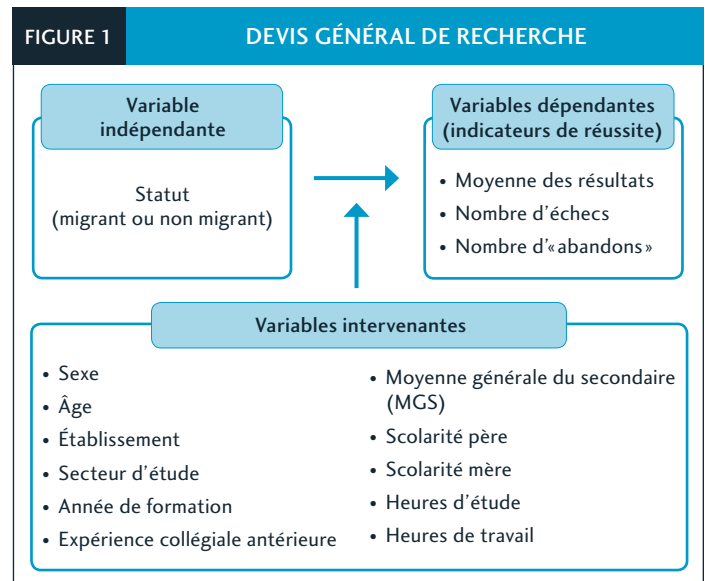 FIGURE 1
DEVIS GÉNÉRAL DE RECHERCHE
Variable
indépendante
Statut
(migrant ou non migrant)
Variables dépendantes
(indicateurs de réussite)
• Moyenne des résultats
• Nombre d'échecs
• Nombre d'«abandons»
Variables intervenantes
• Sexe
• Âge
• Établissement
• Secteur d'étude
• Année de formation
• Expérience collégiale antérieure
• Moyenne générale du secondaire
(MGS)
• Scolarité père
• Scolarité mère
• Heures d'étude
• Heures de travail